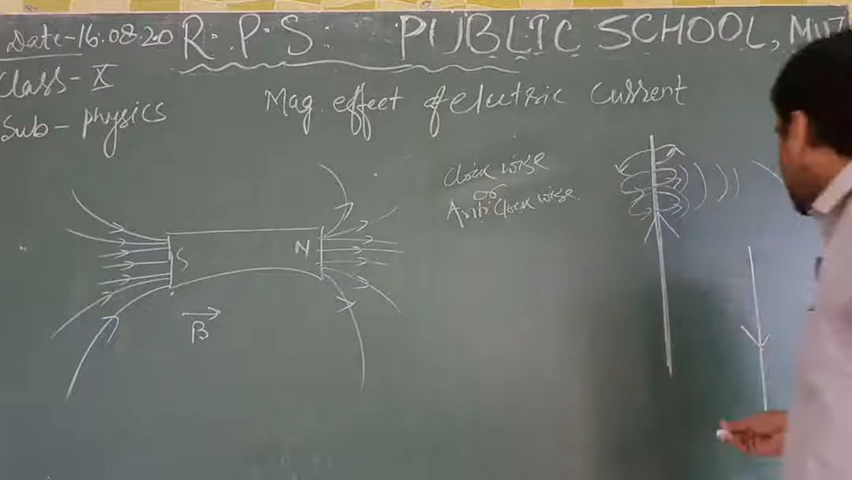 Date-16.08.20
R.P.S. PUBLIC SCHOOL,
Class- X
Sub- physics
Mag. effect of electric current
Clock wise
or
Anti clock wise
S
N
B